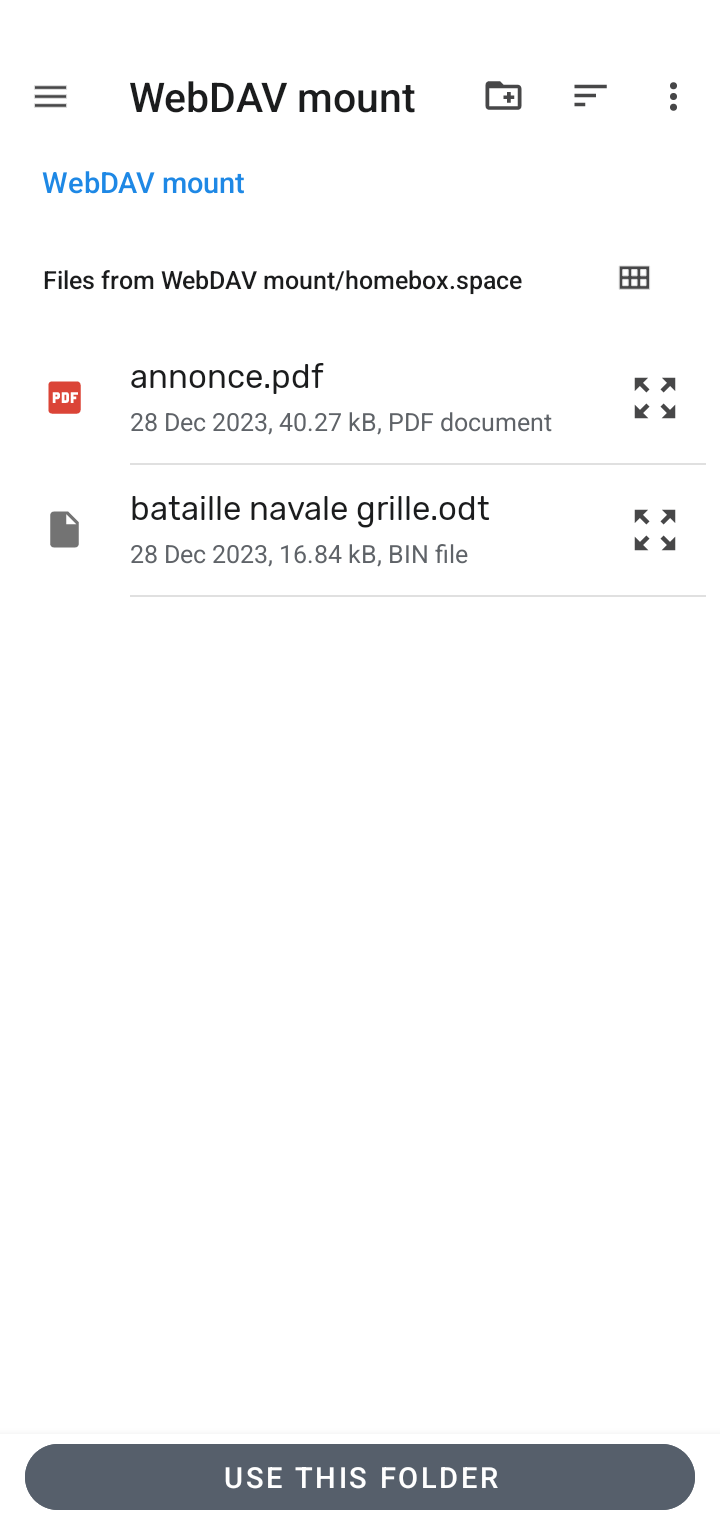 WebDAV mount
WebDAV mount
Files from WebDAV mount/homebox.space
annonce.pdf
PDF
28 Dec 2023, 40.27 kB, PDF document
bataille navale grille.odt
28 Dec 2023, 16.84 kB, BIN file
USE THIS FOLDER